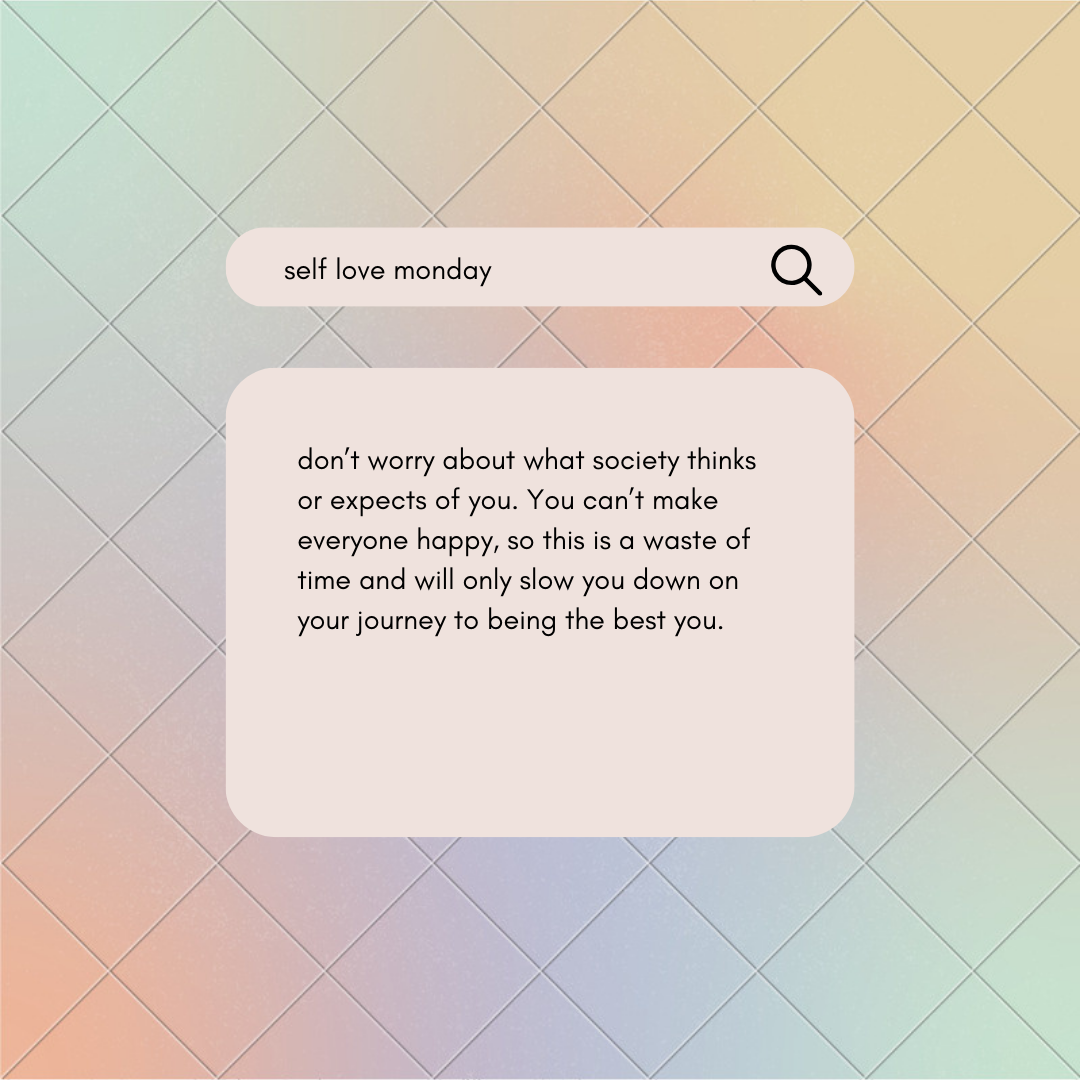 self love monday
don’t worry about what society thinks
or expects of you. You can’t make
everyone happy, so this is a waste of
time and will only slow you down on
your journey to being the best you.